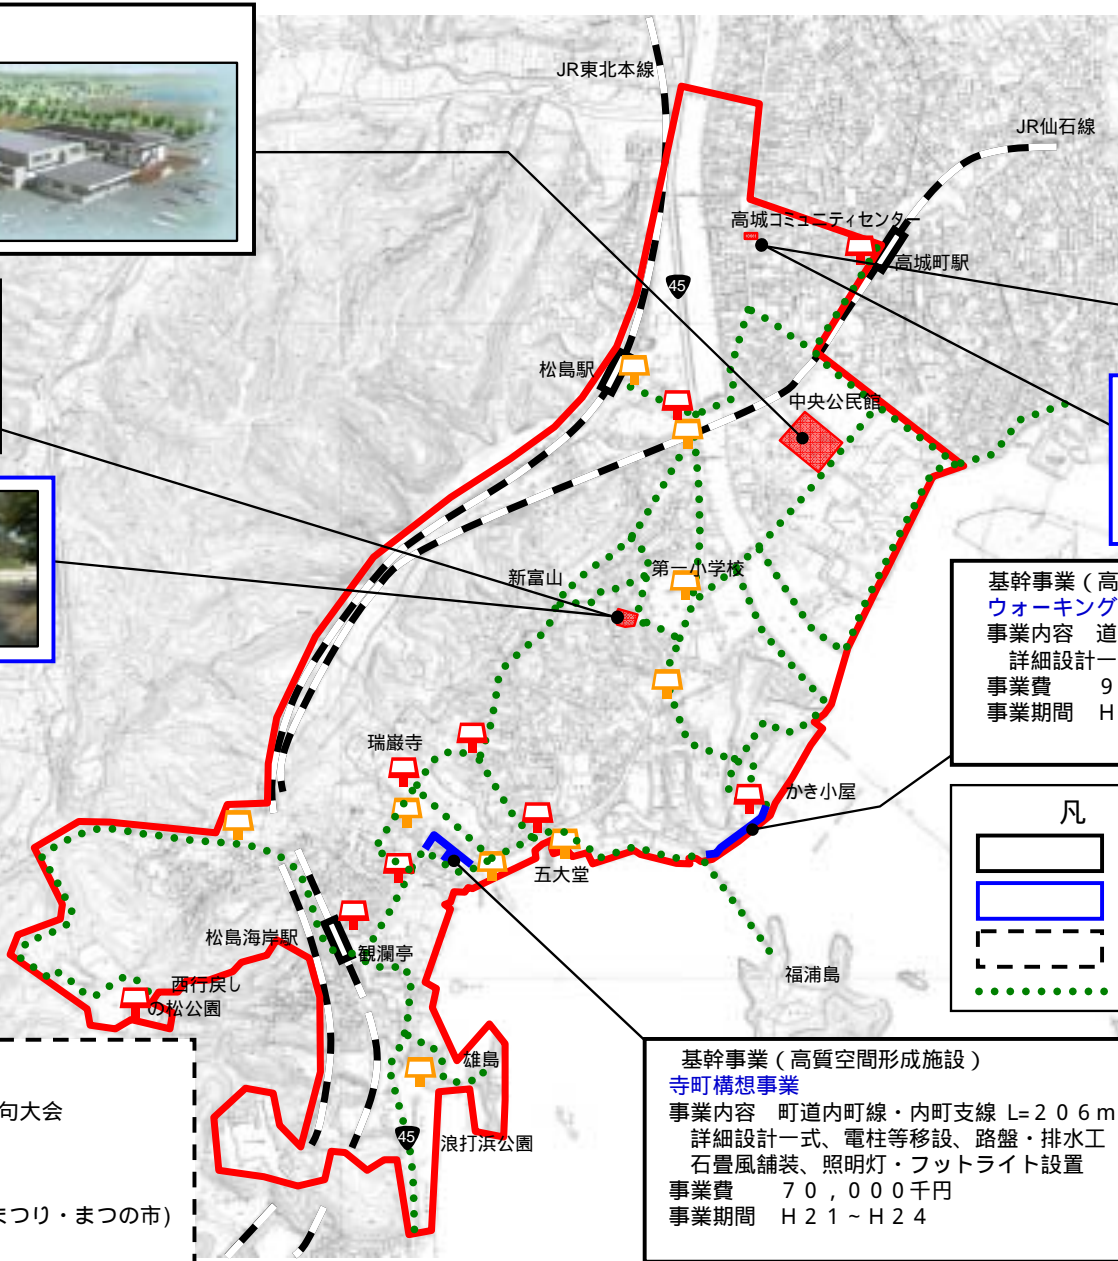 JR東北本線
JR仙石線
高城コミュニティセンター
高城町駅
45
松島駅
中央公民館
新富山
第一小学校
基幹事業（高
ウォーキング
事業内容　道
詳細設計一
事業費　９
事業期間　Ｈ
瑞巌寺
かき小屋
凡
五大堂
松島海岸駅
観瀾亭
西行戻し
の松公園
福浦島
雄島
句大会
45
浪打浜公園
まつり・まつの市)
基幹事業（高質空間形成施設）
寺町構想事業
事業内容　町道内町線・内町支線 L=２０６m
詳細設計一式、電柱等移設、路盤・排水工
石畳風舗装、照明灯・フットライト設置
事業費　　７０，０００千円
事業期間　Ｈ２１～Ｈ２４